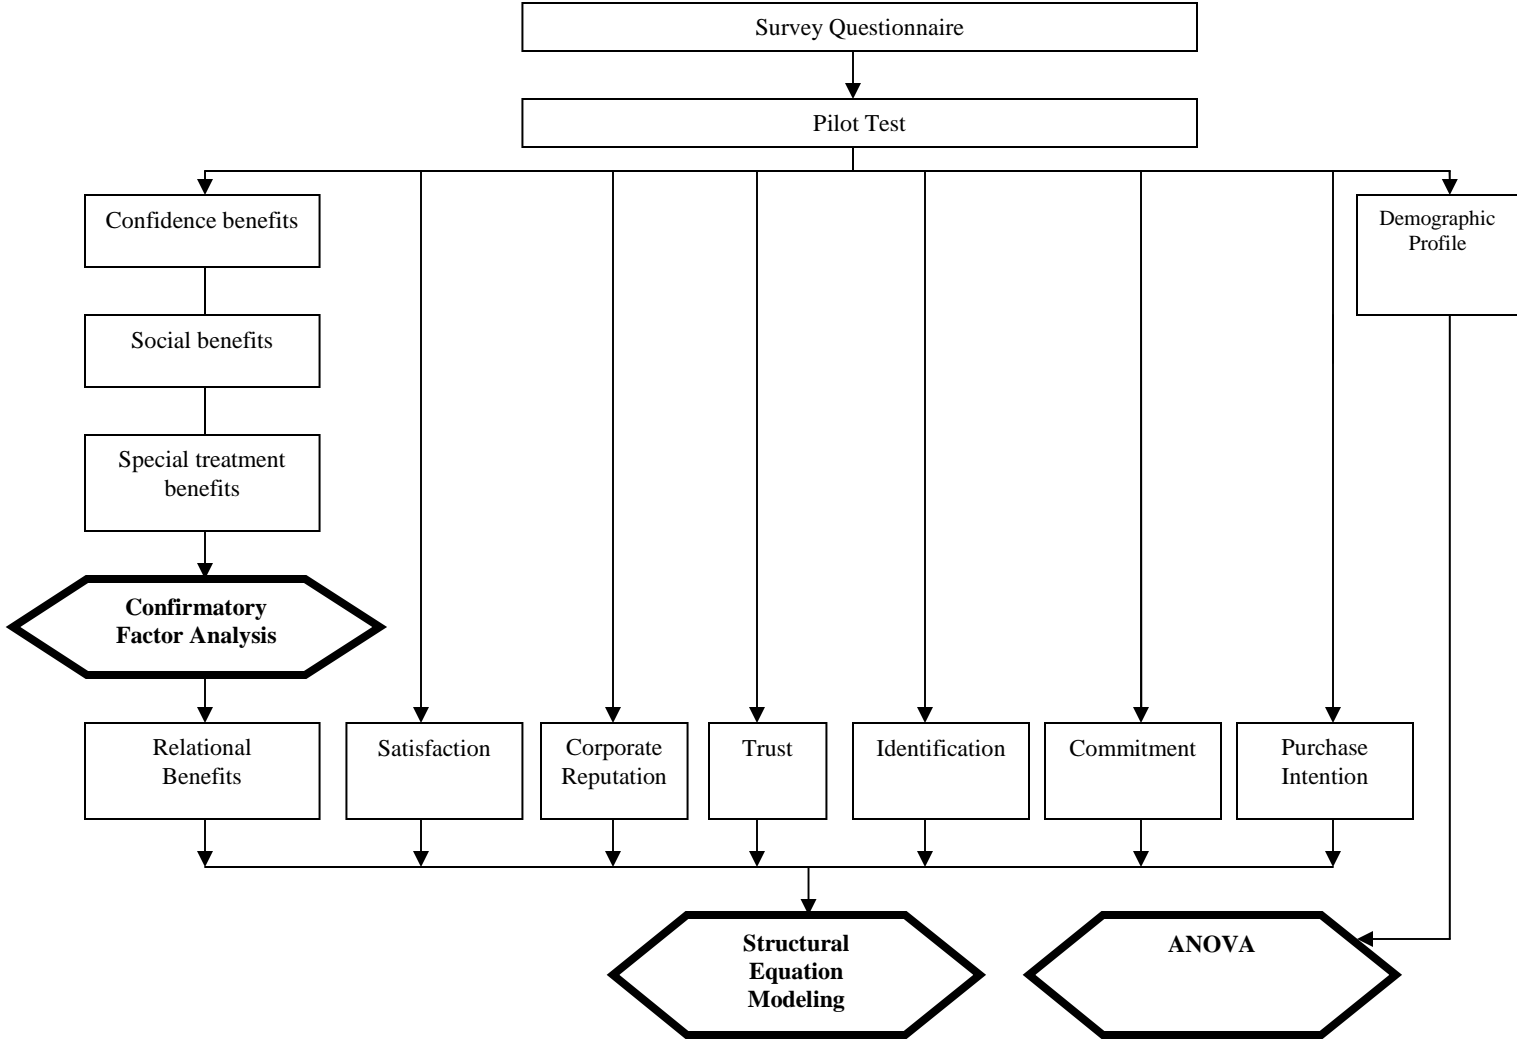 Survey Questionnaire
Pilot Test
Confidence benefits
Demographic
Profile
Social benefits
Special treatment
benefits
Confirmatory
Factor Analysis
Relational
Benefits
Satisfaction
Corporate
Reputation
Trust
Identification
Commitment
Purchase
Intention
Structural
Equation
Modeling
ANOVA